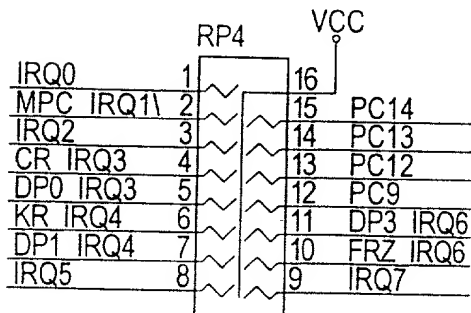 VCC
RP4
IRQ0 1 16
MPC IRQ1\ 2 15 PC14
IRQ2 3 14 PC13
CR IRQ3 4 13 PC12
DP0 IRQ3 5 12 PC9
KR IRQ4 6 11 DP3 IRQ6
DP1 IRQ4 7 10 FRZ IRQ6
IRQ5 8 9 IRQ7